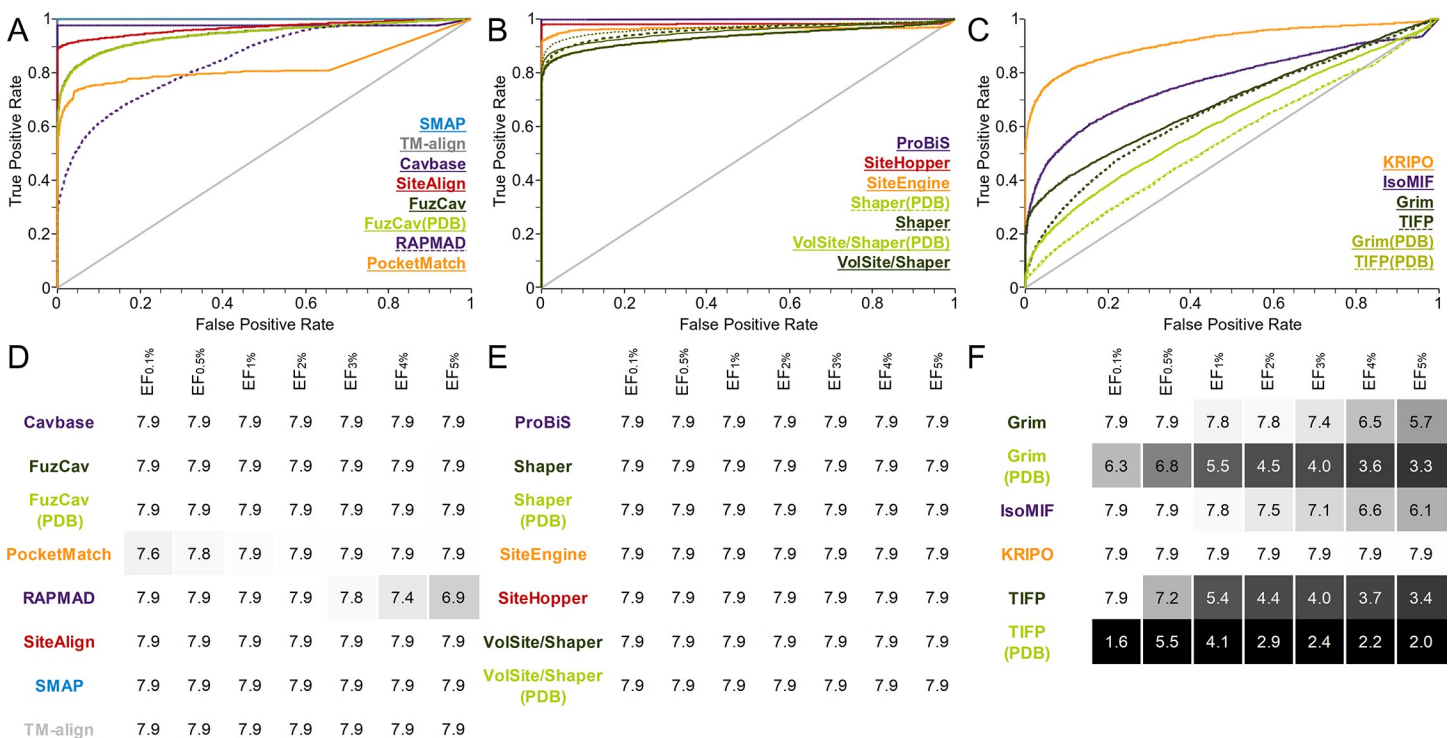 A
True Positive Rate
1
0.8
0.6
0.4
0.2
0
0
0.2
0.4
0.6
0.8
1
False Positive Rate
SMAP
TM-align
Cavbase
SiteAlign
FuzCav
FuzCav(PDB)
RAPMAD
PocketMatch
B
True Positive Rate
1
0.8
0.6
0.4
0.2
0
0
0.2
0.4
0.6
0.8
1
False Positive Rate
ProBiS
SiteHopper
SiteEngine
Shaper(PDB)
Shaper
VolSite/Shaper(PDB)
VolSite/Shaper
C
True Positive Rate
1
0.8
0.6
0.4
0.2
0
0
0.2
0.4
0.6
0.8
1
False Positive Rate
KRIPO
IsoMIF
Grim
TIFP
Grim(PDB)
TIFP(PDB)
D
EF0.1% EF0.5% EF1% EF2% EF3% EF4% EF5%
Cavbase 7.9 7.9 7.9 7.9 7.9 7.9 7.9
FuzCav 7.9 7.9 7.9 7.9 7.9 7.9 7.9
FuzCav
(PDB) 7.9 7.9 7.9 7.9 7.9 7.9 7.9
PocketMatch 7.6 7.8 7.9 7.9 7.9 7.9 7.9
RAPMAD 7.9 7.9 7.9 7.9 7.8 7.4 6.9
SiteAlign 7.9 7.9 7.9 7.9 7.9 7.9 7.9
SMAP 7.9 7.9 7.9 7.9 7.9 7.9 7.9
TM-align 7.9 7.9 7.9 7.9 7.9 7.9 7.9
E
EF0.1% EF0.5% EF1% EF2% EF3% EF4% EF5%
ProBiS 7.9 7.9 7.9 7.9 7.9 7.9 7.9
Shaper 7.9 7.9 7.9 7.9 7.9 7.9 7.9
Shaper
(PDB) 7.9 7.9 7.9 7.9 7.9 7.9 7.9
SiteEngine 7.9 7.9 7.9 7.9 7.9 7.9 7.9
SiteHopper 7.9 7.9 7.9 7.9 7.9 7.9 7.9
VolSite/Shaper 7.9 7.9 7.9 7.9 7.9 7.9 7.9
VolSite/Shaper
(PDB) 7.9 7.9 7.9 7.9 7.9 7.9 7.9
F
EF0.1% EF0.5% EF1% EF2% EF3% EF4% EF5%
Grim 7.9 7.9 7.8 7.8 7.4 6.5 5.7
Grim
(PDB) 6.3 6.8 5.5 4.5 4.0 3.6 3.3
IsoMIF 7.9 7.9 7.8 7.5 7.1 6.6 6.1
KRIPO 7.9 7.9 7.9 7.9 7.9 7.9 7.9
TIFP 7.9 7.2 5.4 4.4 4.0 3.7 3.4
TIFP
(PDB) 1.6 5.5 4.1 2.9 2.4 2.2 2.0